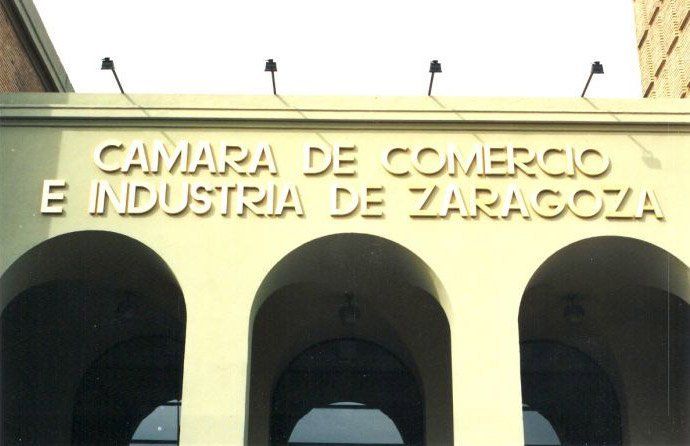 CAMARA DE COMERCIO
E INDUSTRIA DE ZARAGOZA